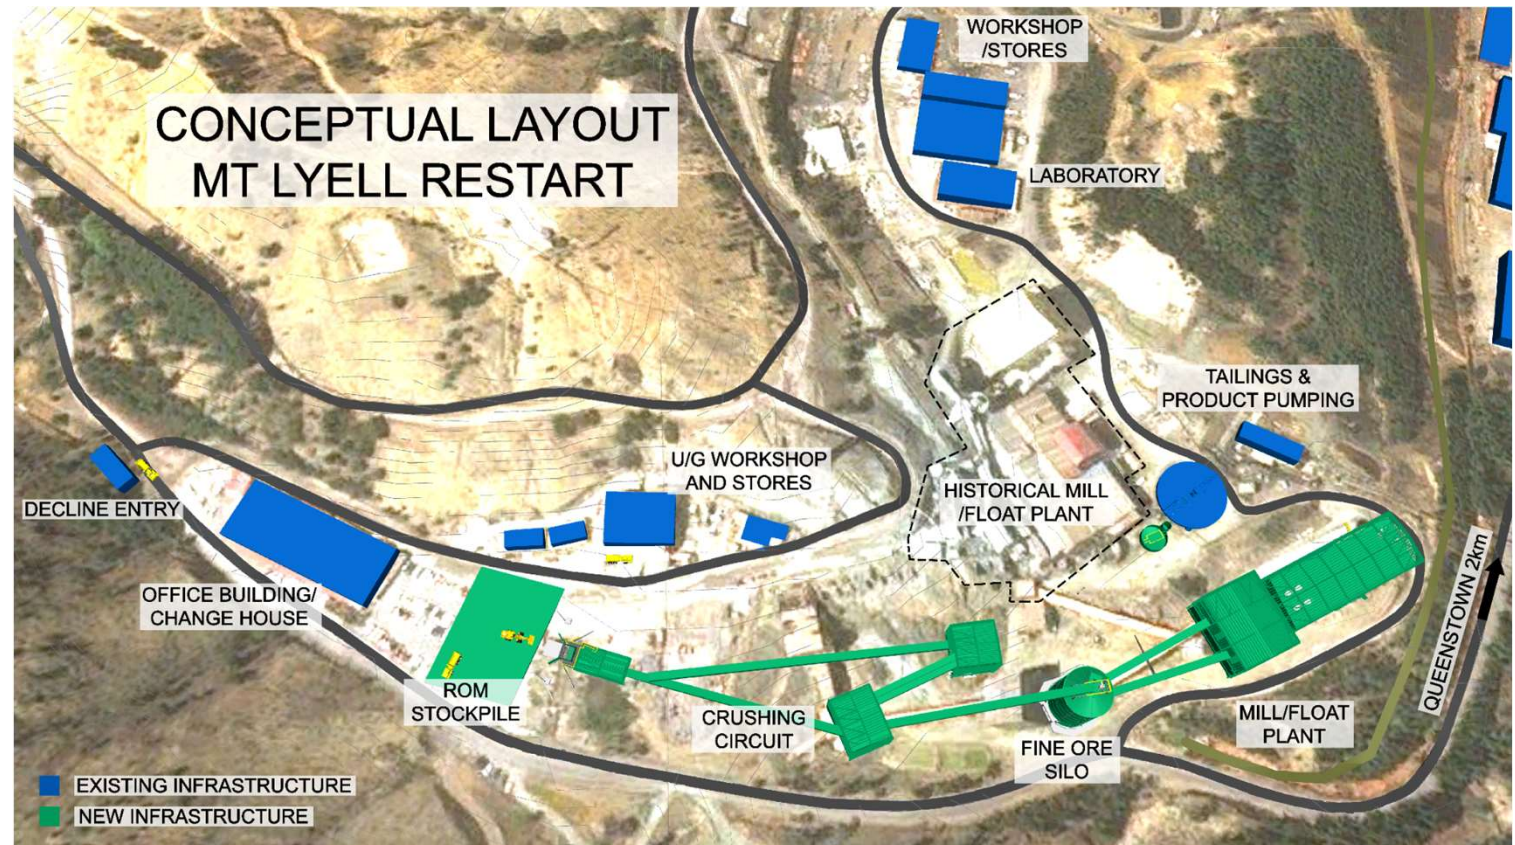 CONCEPTUAL LAYOUT
MT LYELL RESTART
WORKSHOP
/STORES
LABORATORY
TAILINGS &
PRODUCT PUMPING
U/G WORKSHOP
AND STORES
HISTORICAL MILL
/FLOAT PLANT
DECLINE ENTRY
OFFICE BUILDING/
CHANGE HOUSE
QUEENSTOWN 2km
ROM
STOCKPILE
CRUSHING
CIRCUIT
MILL/FLOAT
PLANT
FINE ORE
SILO
EXISTING INFRASTRUCTURE
NEW INFRASTRUCTURE